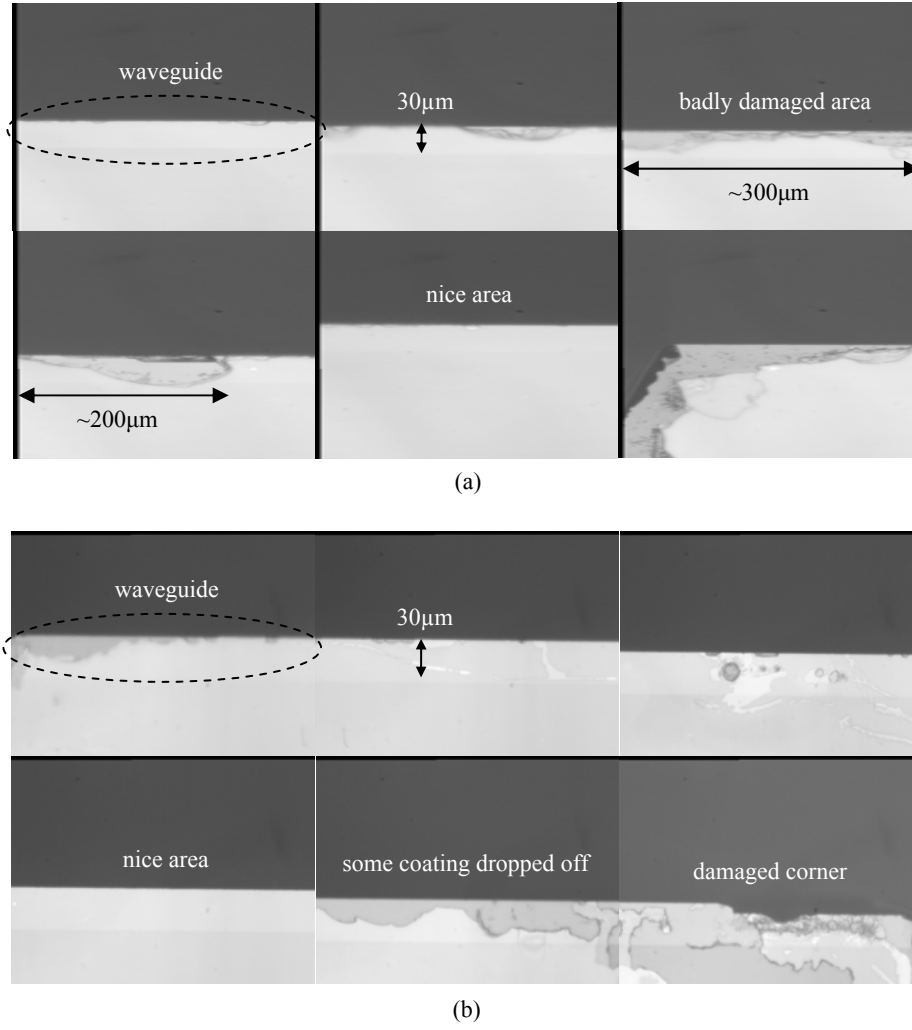 waveguide
30μm
badly damaged area
~300μm
nice area
~200μm
(a)
waveguide
30μm
nice area
some coating dropped off
damaged corner
(b)